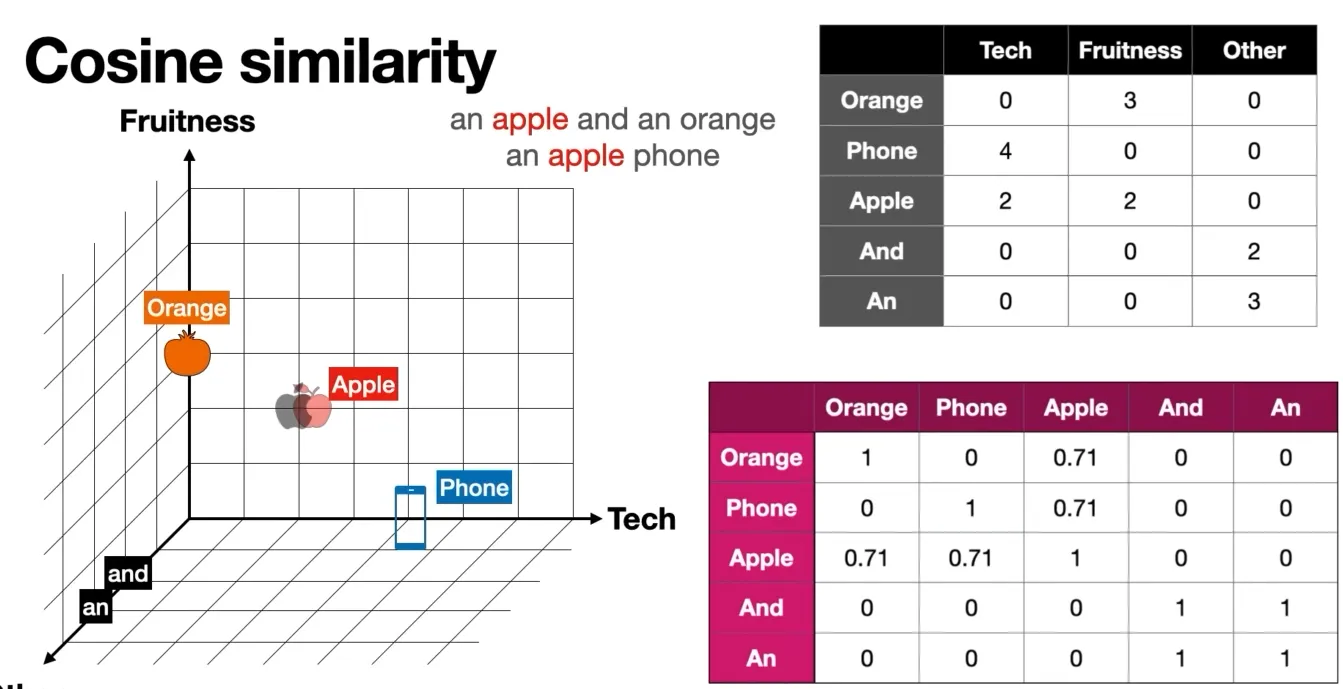 Cosine similarity
Fruitness
an apple and an orange
an apple phone
Orange
Apple
Phone
Tech
and
an
Tech Fruitness Other
Orange 0 3 0
Phone 4 0 0
Apple 2 2 0
And 0 0 2
An 0 0 3
Orange Phone Apple And An
Orange 1 0 0.71 0 0
Phone 0 1 0.71 0 0
Apple 0.71 0.71 1 0 0
And 0 0 0 1 1
An 0 0 0 1 1